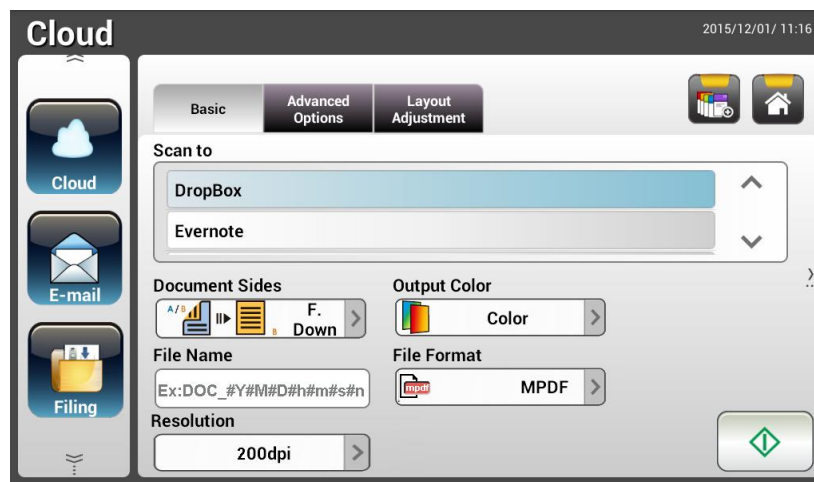 Cloud
2015/12/01/ 11:16
Basic
Advanced
Options
Layout
Adjustment
Scan to
Cloud
DropBox
Evernote
E-mail
Document Sides
Output Color
A/B
B
F.
Down
Color
File Name
File Format
Ex:DOC_#Y#M#D#h#m#s#n
mpdf
MPDF
Filing
Resolution
200dpi